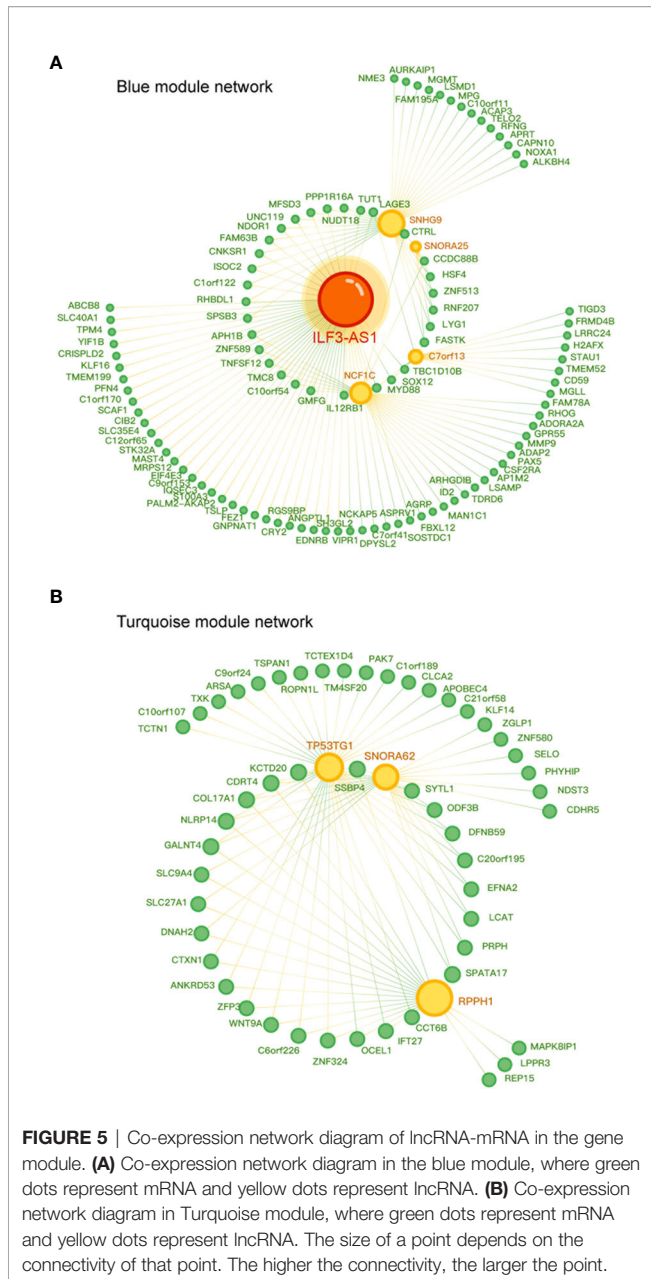 A
Blue module network
AURKAIP1
NME3
MGMT
FAM195A
LSMD1
MPG
C10orf11
ACAP3
TELO2
RFNG
APRT
CAPN10
NOXA1
ALKBH4
PPP1R16A
TUT1
LAGE3
MFSD3
NUDT18
UNC119
NDOR1
FAM63B
CNKSR1
ISOC2
C1orf122
RHBDL1
SPSB3
APH1B
ZNF589
TNFSF12
TMC8
C10orf54
GMFG
IL12RB1
NCF1C
MYD88
SOX12
TBC1D10B
C7orf13
FASTK
LYG1
RNF207
ZNF513
HSF4
CCDC88B
SNORA25
CTRL
SNHG9
ILF3-AS1
ABCB8
SLC40A1
TPM4
YIF1B
CRISPLD2
KLF16
TMEM199
PFN4
C1orf170
SCAF1
CIB2
SLC35E4
C12orf65
STK32A
MAST4
MRPS12
EIF4E3
C9orf153
IQSEC3
S100A3
PALM2-AKAP2
TSLP
FEZ1
GNPNAT1
RGS9BP
CRY2
ANGPTL1
EDNRB
SH3GL2
VIPR1
NCKAP5
DPYSL2
ASPRV1
C7orf41
AGRP
SOSTDC1
FBXL12
ID2
ARHGDIB
MAN1C1
TDRD6
LSAMP
AP1M2
CSF2RA
PAX5
ADAP2
MMP9
GPR55
ADORA2A
RHOG
FAM78A
MGLL
CD59
TMEM52
STAU1
H2AFX
LRRC24
FRMD4B
TIGD3
B
Turquoise module network
TCTEX1D4
TSPAN1
PAK7
C9orf24
C1orf189
ROPN1L
TM4SF20
CLCA2
ARSA
APOBEC4
TXK
C21orf58
C10orf107
KLF14
TCTN1
ZGLP1
ZNF580
SELO
PHYHIP
NDST3
CDHR5
TP53TG1
SNORA62
KCTD20
SSBP4
CDRT4
SYTL1
COL17A1
ODF3B
NLRP14
DFNB59
GALNT4
C20orf195
SLC9A4
EFNA2
SLC27A1
LCAT
DNAH2
PRPH
CTXN1
SPATA17
ANKRD53
RPPH1
ZFP3
CCT6B
WNT9A
IFT27
C6orf226
OCEL1
ZNF324
MAPK8IP1
LPPR3
REP15
FIGURE 5 | Co-expression network diagram of lncRNA-mRNA in the gene
module. (A) Co-expression network diagram in the blue module, where green
dots represent mRNA and yellow dots represent lncRNA. (B) Co-expression
network diagram in Turquoise module, where green dots represent mRNA
and yellow dots represent lncRNA. The size of a point depends on the
connectivity of that point. The higher the connectivity, the larger the point.